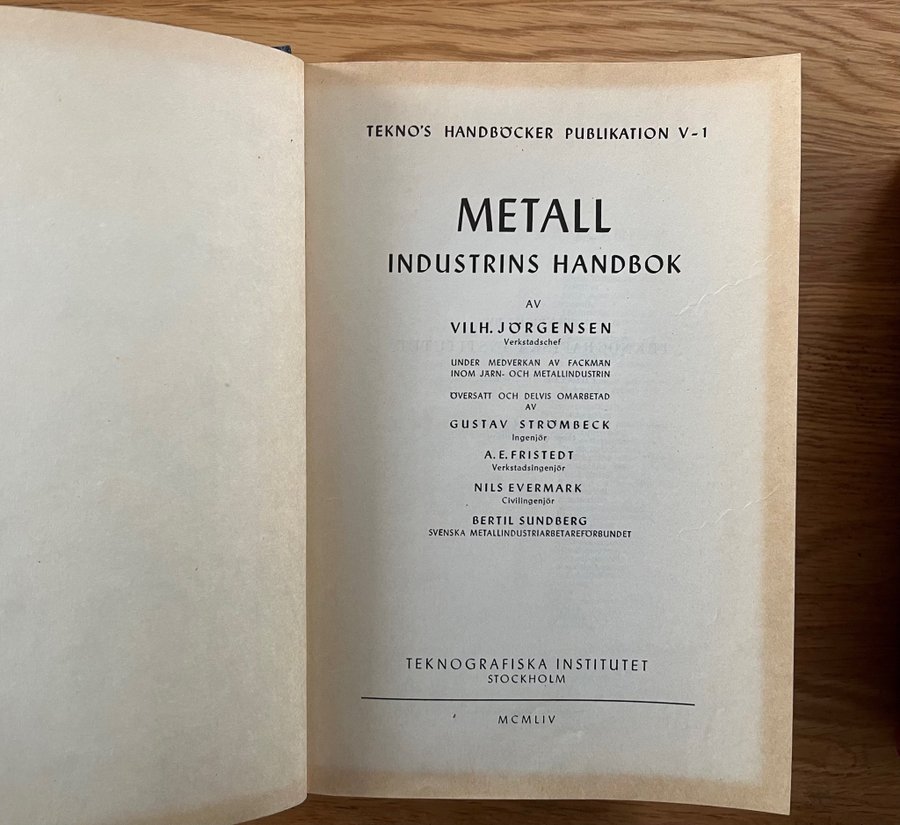 TEKNO'S HANDBÖCKER PUBLIKATION V-1
METALL
INDUSTRINS HANDBOK
AV
VILH. JÖRGENSEN
Verkstadschef
UNDER MEDVERKAN AV FACKMÄN
INOM JÄRN- OCH METALLINDUSTRIN
ÖVERSATT OCH DELVIS OMARBETAD
AV
GUSTAV STRÖMBECK
Ingenjör
A. E. FRISTEDT
Verkstadsingenjör
NILS EVERMARK
Civilingenjör
BERTIL SUNDBERG
SVENSKA METALLINDUSTRIARBETAREFÖRBUNDET
TEKNOGRAFISKA INSTITUTET
STOCKHOLM
MCMLIV